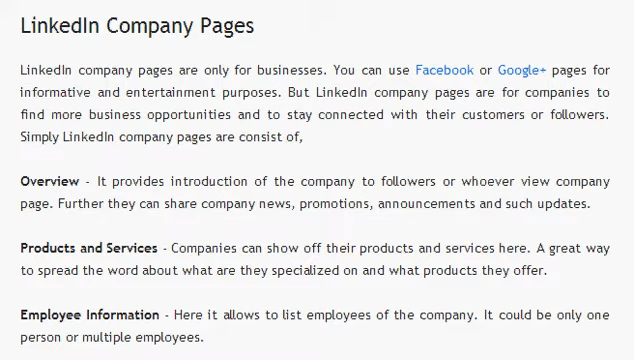 LinkedIn Company Pages
LinkedIn company pages are only for businesses. You can use Facebook or Google+ pages for
informative and entertainment purposes. But LinkedIn company pages are for companies to
find more business opportunities and to stay connected with their customers or followers.
Simply LinkedIn company pages are consist of,
Overview - It provides introduction of the company to followers or whoever view company
page. Further they can share company news, promotions, announcements and such updates.
Products and Services - Companies can show off their products and services here. A great way
to spread the word about what are they specialized on and what products they offer.
Employee Information - Here it allows to list employees of the company. It could be only one
person or multiple employees.